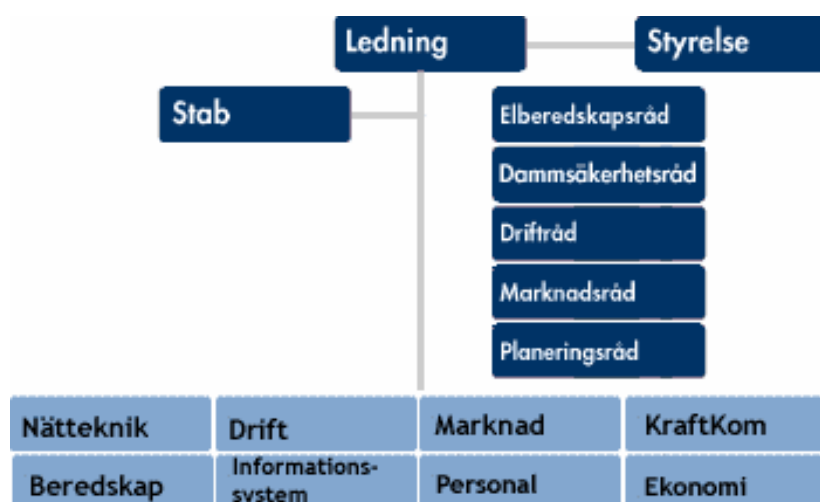 Ledning
Styrelse
Stab
Elberedskapsråd
Dammsäkerhetsråd
Driftråd
Marknadsråd
Planeringsråd
Nätteknik
Drift
Marknad
KraftKom
Beredskap
Informations-
system
Personal
Ekonomi